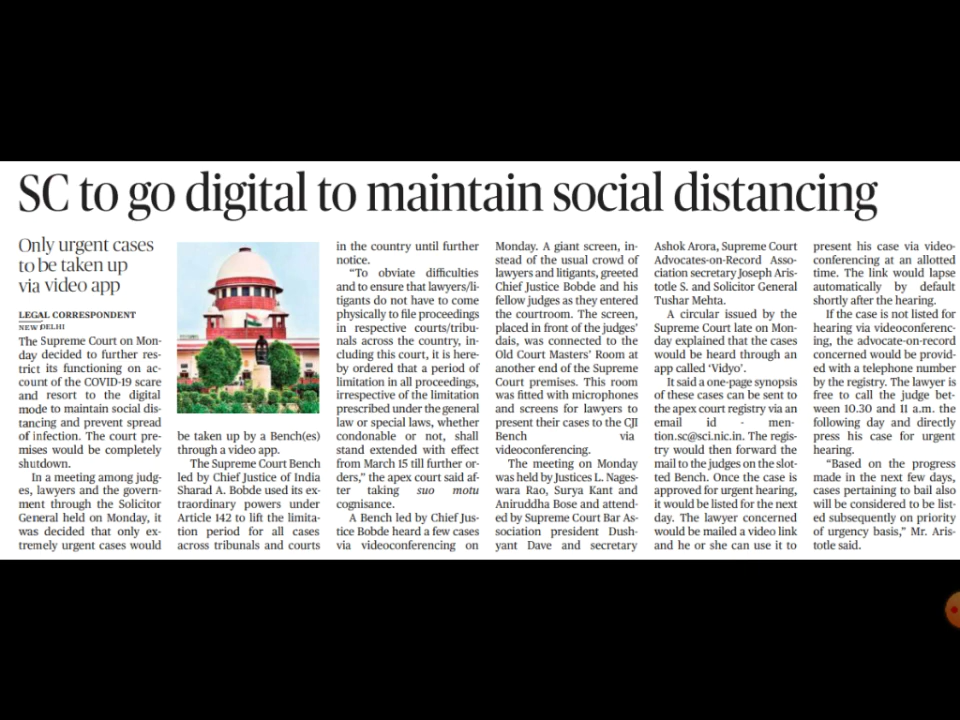 SC to go digital to maintain social distancing
Only urgent cases
to be taken up
via video app
LEGAL CORRESPONDENT
NEW DELHI
The Supreme Court on Mon-
day decided to further res-
trict its functioning on ac-
count of the COVID-19 scare
and resort to the digital
mode to maintain social dis-
tancing and prevent spread
of infection. The court pre-
mises would be completely
shutdown.
In a meeting among judg-
es, lawyers and the govern-
ment through the Solicitor
General held on Monday, it
was decided that only ex-
tremely urgent cases would
be taken up by a Bench(es)
through a video app.
The Supreme Court Bench
led by Chief Justice of India
Sharad A. Bobde used its ex-
traordinary powers under
Article 142 to lift the limita-
tion period for all cases
across tribunals and courts
in the country until further
notice.
“To obviate difficulties
and to ensure that lawyers/li-
tigants do not have to come
physically to file proceedings
in respective courts/tribu-
nals across the country, in-
cluding this court, it is here-
by ordered that a period of
limitation in all proceedings,
irrespective of the limitation
prescribed under the general
law or special laws, whether
condonable or not, shall
stand extended with effect
from March 15 till further or-
ders,” the apex court said af-
ter taking suo motu
cognisance.
A Bench led by Chief Jus-
tice Bobde heard a few cases
via videoconferencing on
Monday. A giant screen, in-
stead of the usual crowd of
lawyers and litigants, greeted
Chief Justice Bobde and his
fellow judges as they entered
the courtroom. The screen,
placed in front of the judges’
dais, was connected to the
Old Court Masters’ Room at
another end of the Supreme
Court premises. This room
was fitted with microphones
and screens for lawyers to
present their cases to the CJI
Bench via
videoconferencing.
The meeting on Monday
was held by Justices L. Nages-
wara Rao, Surya Kant and
Aniruddha Bose and attend-
ed by Supreme Court Bar As-
sociation president Dush-
yant Dave and secretary
Ashok Arora, Supreme Court
Advocates-on-Record Asso-
ciation secretary Joseph Aris-
totle S. and Solicitor General
Tushar Mehta.
A circular issued by the
Supreme Court late on Mon-
day explained that the cases
would be heard through an
app called ‘Vidyo’.
It said a one-page synopsis
of these cases can be sent to
the apex court registry via an
email id - men-
tion.sc@sci.nic.in. The regis-
try would then forward the
mail to the judges on the slot-
ted Bench. Once the case is
approved for urgent hearing,
it would be listed for the next
day. The lawyer concerned
would be mailed a video link
and he or she can use it to
present his case via video-
conferencing at an allotted
time. The link would lapse
automatically by default
shortly after the hearing.
If the case is not listed for
hearing via videoconferenc-
ing, the advocate-on-record
concerned would be provid-
ed with a telephone number
by the registry. The lawyer is
free to call the judge bet-
ween 10.30 and 11 a.m. the
following day and directly
press his case for urgent
hearing.
“Based on the progress
made in the next few days,
cases pertaining to bail also
will be considered to be list-
ed subsequently on priority
of urgency basis,” Mr. Aris-
totle said.